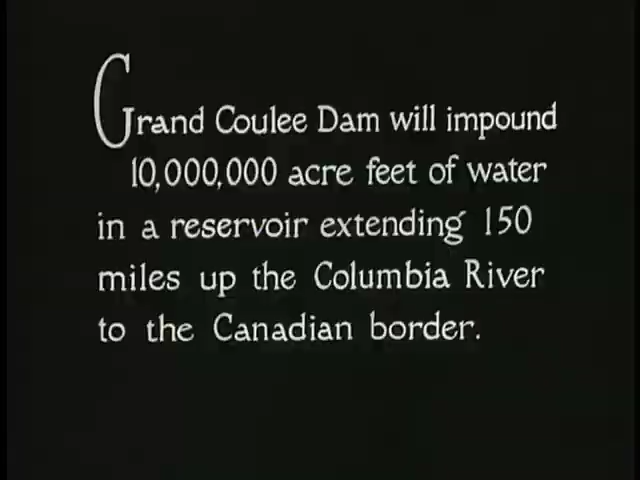 Grand Coulee Dam will impound
10,000,000 acre feet of water
in a reservoir extending 150
miles up the Columbia River
to the Canadian border.